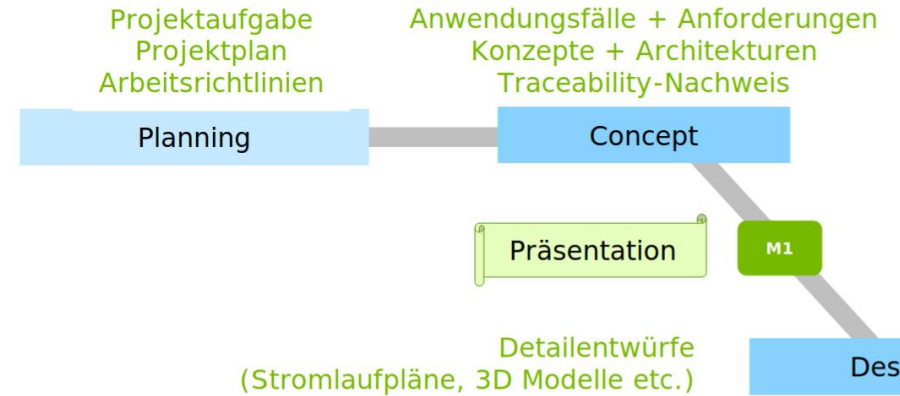 Projektaufgabe
Projektplan
Arbeitsrichtlinien
Anwendungsfälle + Anforderungen
Konzepte + Architekturen
Traceability-Nachweis
Planning
Concept
Präsentation
M1
Detailentwürfe
(Stromlaufpläne, 3D Modelle etc.)
Des